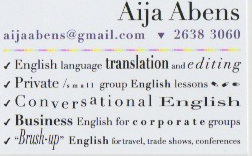 Aija Abens
aijaabens@gmail.com ▼ 2638 3060
✓ English language translation and editing
✓ Private /small group English lessons
✓ Conversational English
✓ Business English for corporate groups
✓ "Brush-up" English for travel, trade shows, conferences